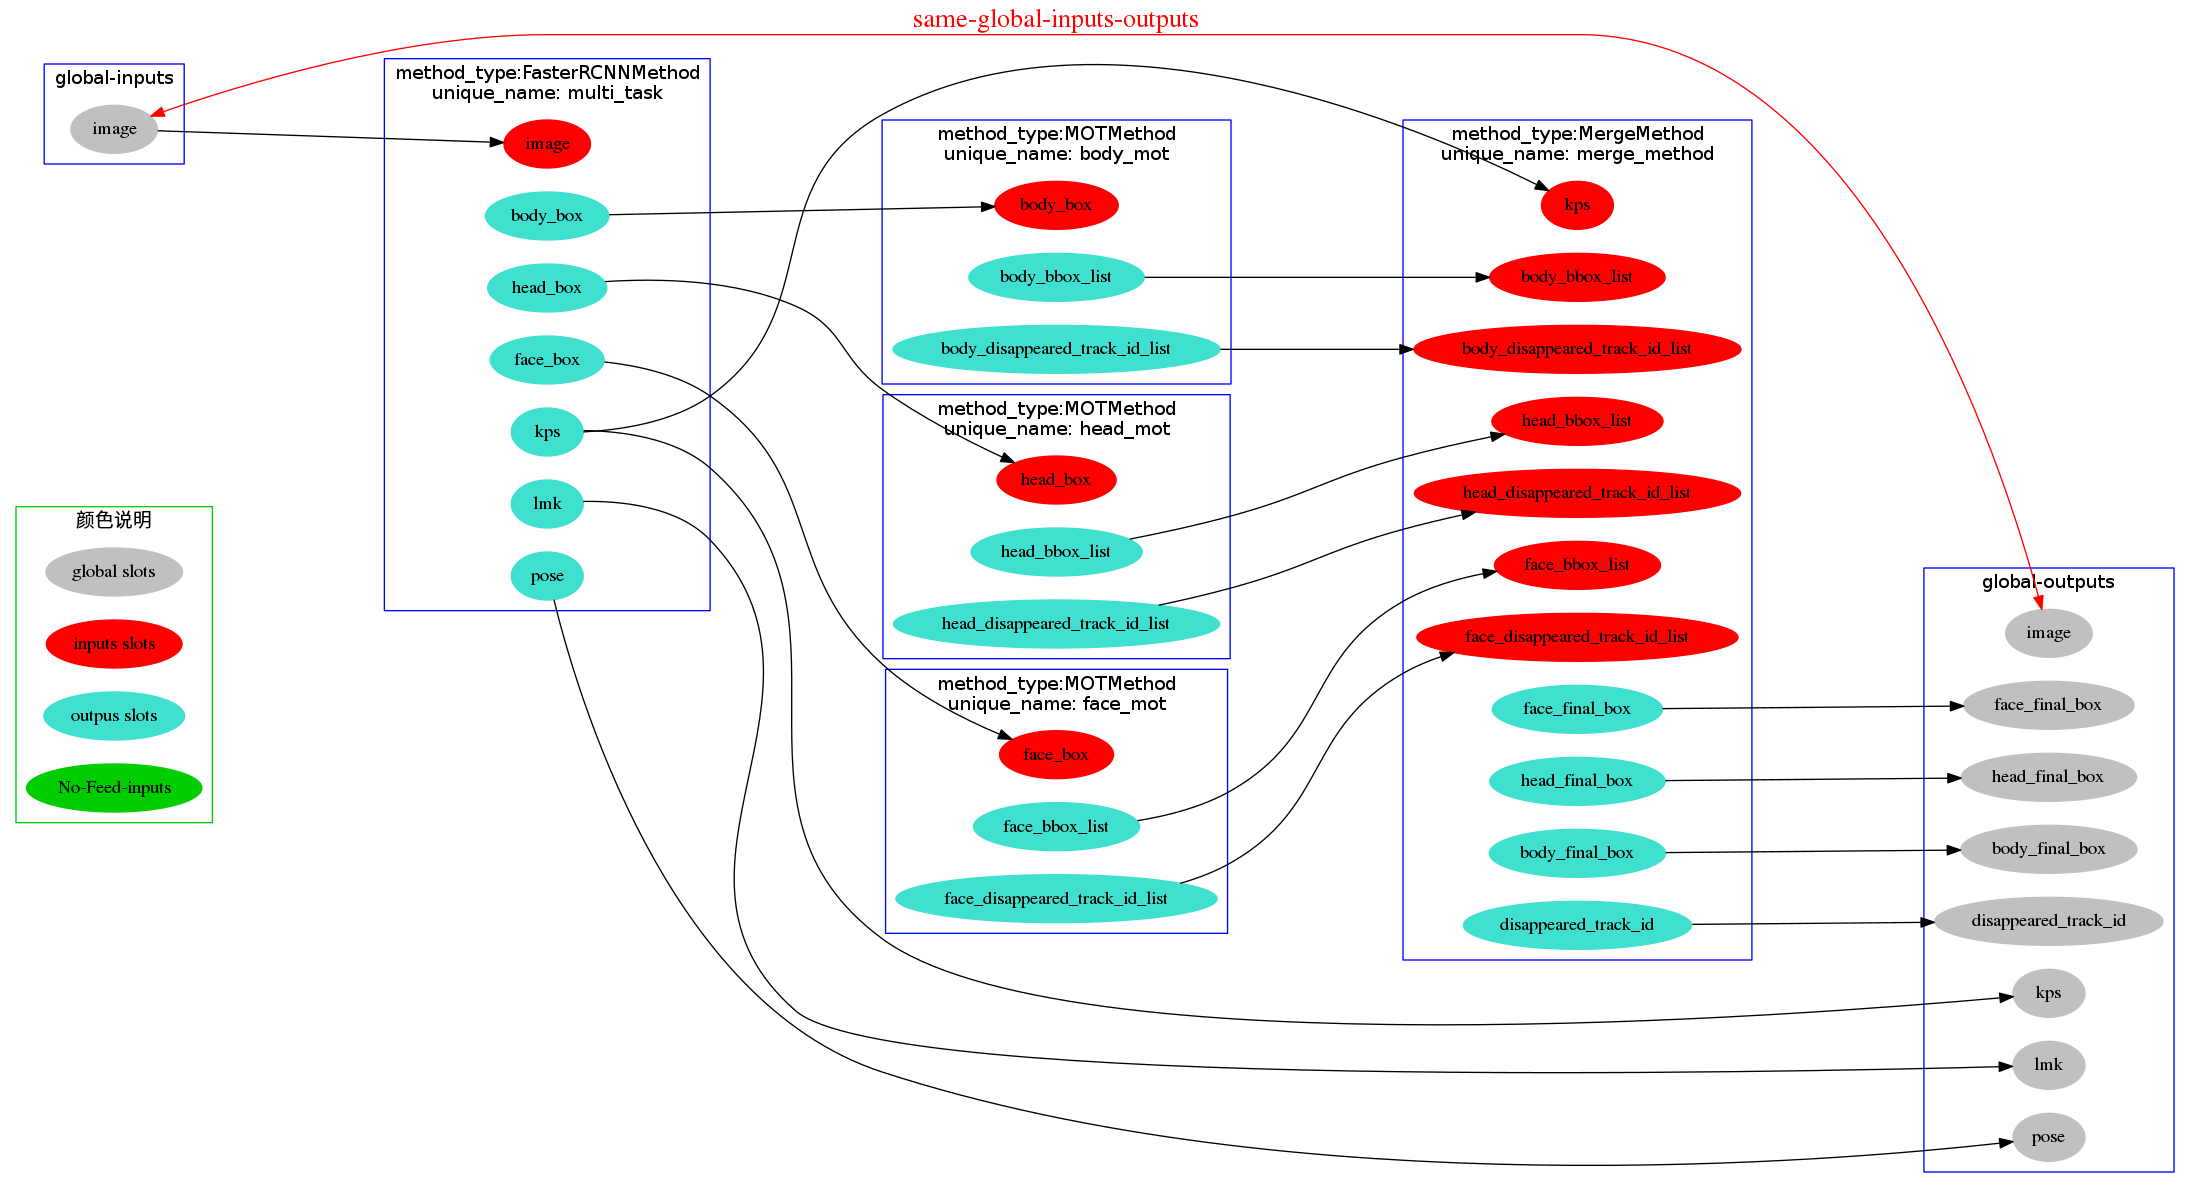 same-global-inputs-outputs
global-inputs
image
method_type:FasterRCNNMethod
unique_name: multi_task
image
body_box
head_box
face_box
kps
lmk
pose
method_type:MOTMethod
unique_name: body_mot
body_box
body_bbox_list
body_disappeared_track_id_list
method_type:MOTMethod
unique_name: head_mot
head_box
head_bbox_list
head_disappeared_track_id_list
method_type:MOTMethod
unique_name: face_mot
face_box
face_bbox_list
face_disappeared_track_id_list
method_type:MergeMethod
unique_name: merge_method
kps
body_bbox_list
body_disappeared_track_id_list
head_bbox_list
head_disappeared_track_id_list
face_bbox_list
face_disappeared_track_id_list
face_final_box
head_final_box
body_final_box
disappeared_track_id
global-outputs
image
face_final_box
head_final_box
body_final_box
disappeared_track_id
kps
lmk
pose
颜色说明
global slots
inputs slots
outpus slots
No-Feed-inputs